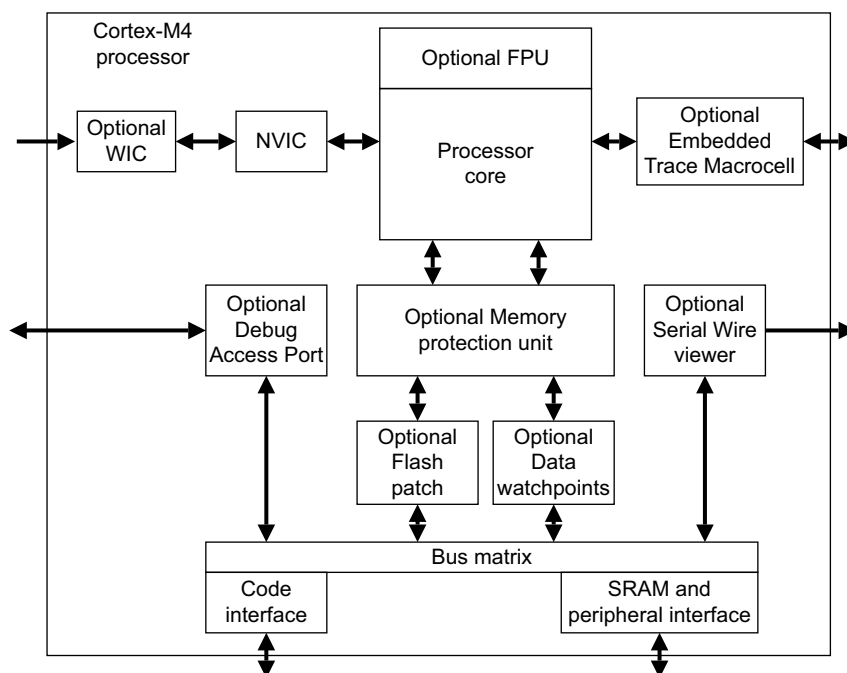 Cortex-M4
processor
Optional FPU
Optional
WIC
NVIC
Processor
core
Optional
Embedded
Trace Macrocell
Optional
Debug
Access Port
Optional Memory
protection unit
Optional
Serial Wire
viewer
Optional
Flash
patch
Optional
Data
watchpoints
Bus matrix
Code
interface
SRAM and
peripheral interface